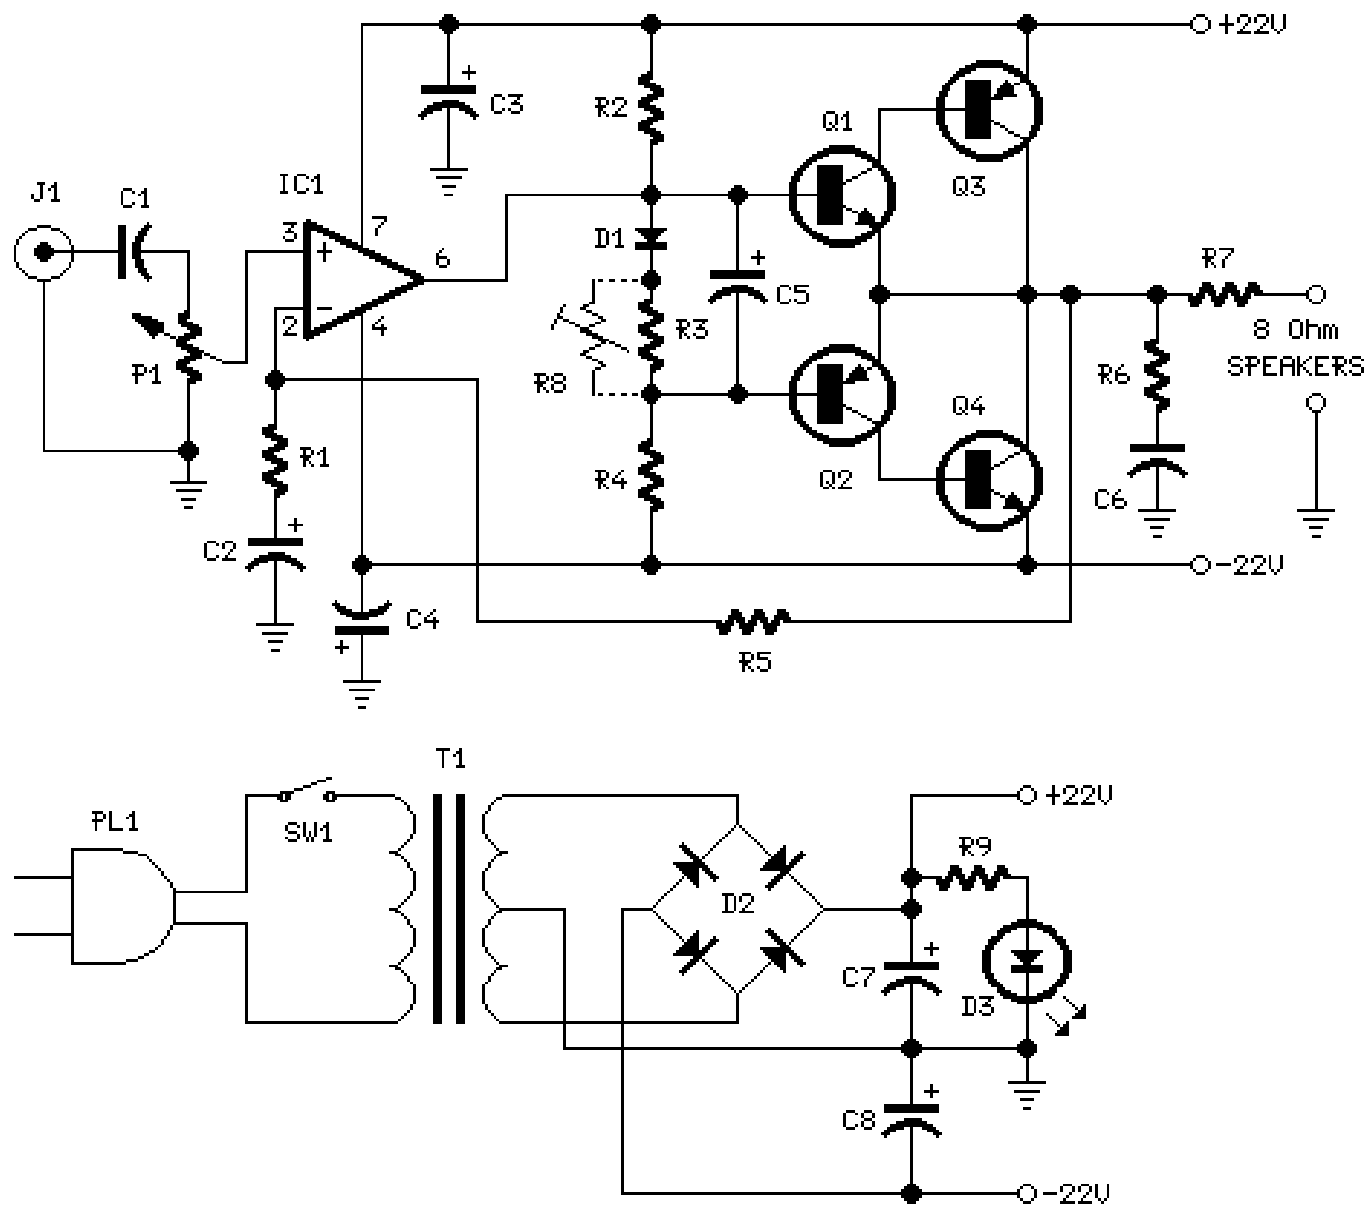 +22V
+
C3
R2
Q1
Q3
J1
C1
IC1
3
+
7
6
D1
+
C5
R7
2
−
4
R3
8 Ohm
SPEAKERS
P1
R8
R6
Q4
R1
R4
Q2
C6
+
C2
-22V
C4
+
R5
T1
PL1
SW1
+22V
R9
D2
+
C7
D3
+
C8
-22V